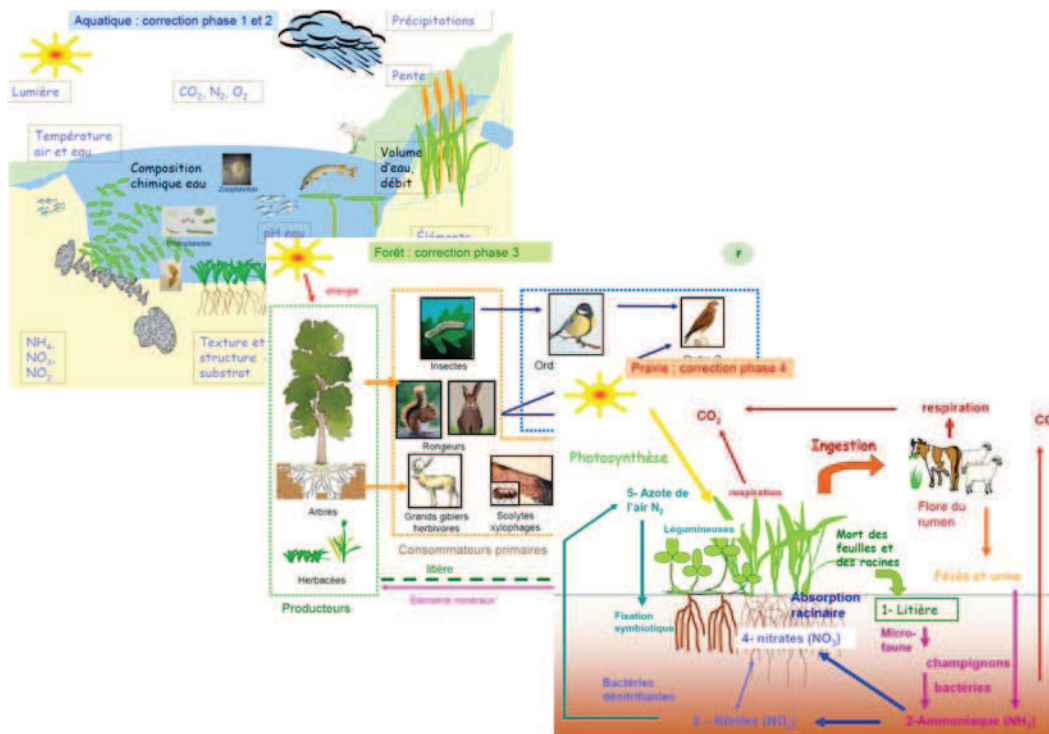 Aquatique : correction phase 1 et 2
Précipitations
Lumière
CO2, N2, O2
Pente
Température
air et eau
Composition
chimique eau
Zooplancton
Volume
d'eau,
débit
Phytoplancton
pH eau
Éléments
NH4,
NO3,
NO2
Texture et
structure
substrat
Forêt : correction phase 3
F
énergie
Insectes
Rongeurs
Grands gibiers
herbivores
Scolytes
xylophages
Arbres
Herbacées
Producteurs
Consommateurs primaires
litière
Éléments minéraux
Prairie : correction phase 4
CO2
respiration
Ingestion
Photosynthèse
respiration
Flore du
rumen
5- Azote de
l'air N2
Légumineuses
Mort des
feuilles et
des racines
Fécès et urine
Absorption
racinaire
1- Litière
Fixation
symbiotique
4- nitrates (NO3)
Micro-
faune
champignons
bactéries
Bactéries
dénitrifiantes
3 - Nitrites (NO2)
2-Ammoniaque (NH3)